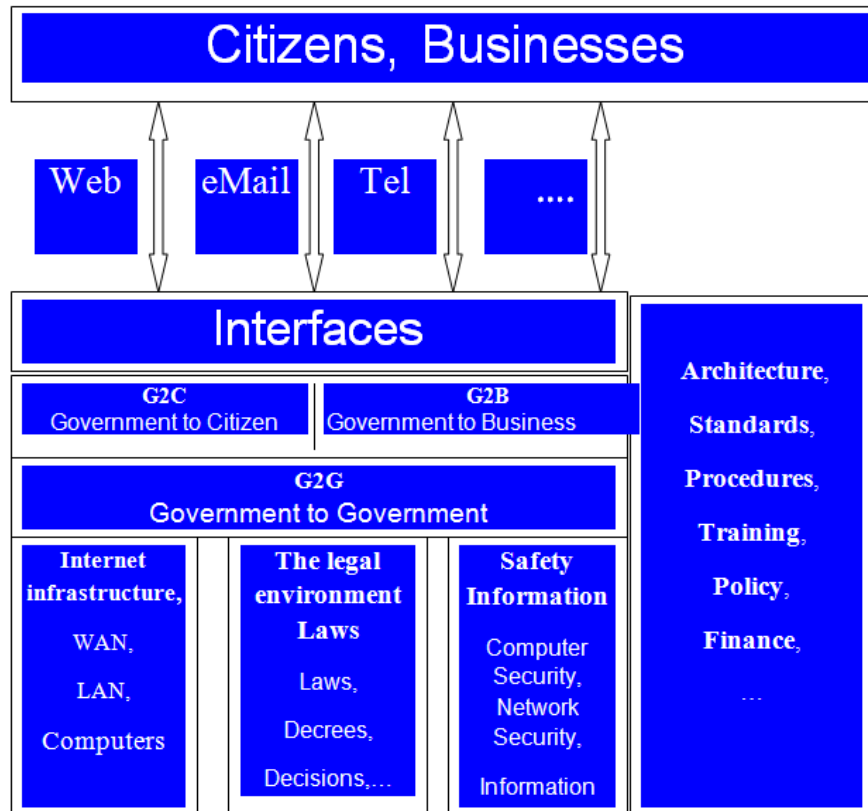 Citizens, Businesses
Web
eMail
Tel
....
Interfaces
G2C
Government to Citizen
G2B
Government to Business
G2G
Government to Government
Internet
infrastructure,
WAN,
LAN,
Computers
The legal
environment
Laws
Laws,
Decrees,
Decisions,...
Safety
Information
Computer
Security,
Network
Security,
Information
Architecture,
Standards,
Procedures,
Training,
Policy,
Finance,
...